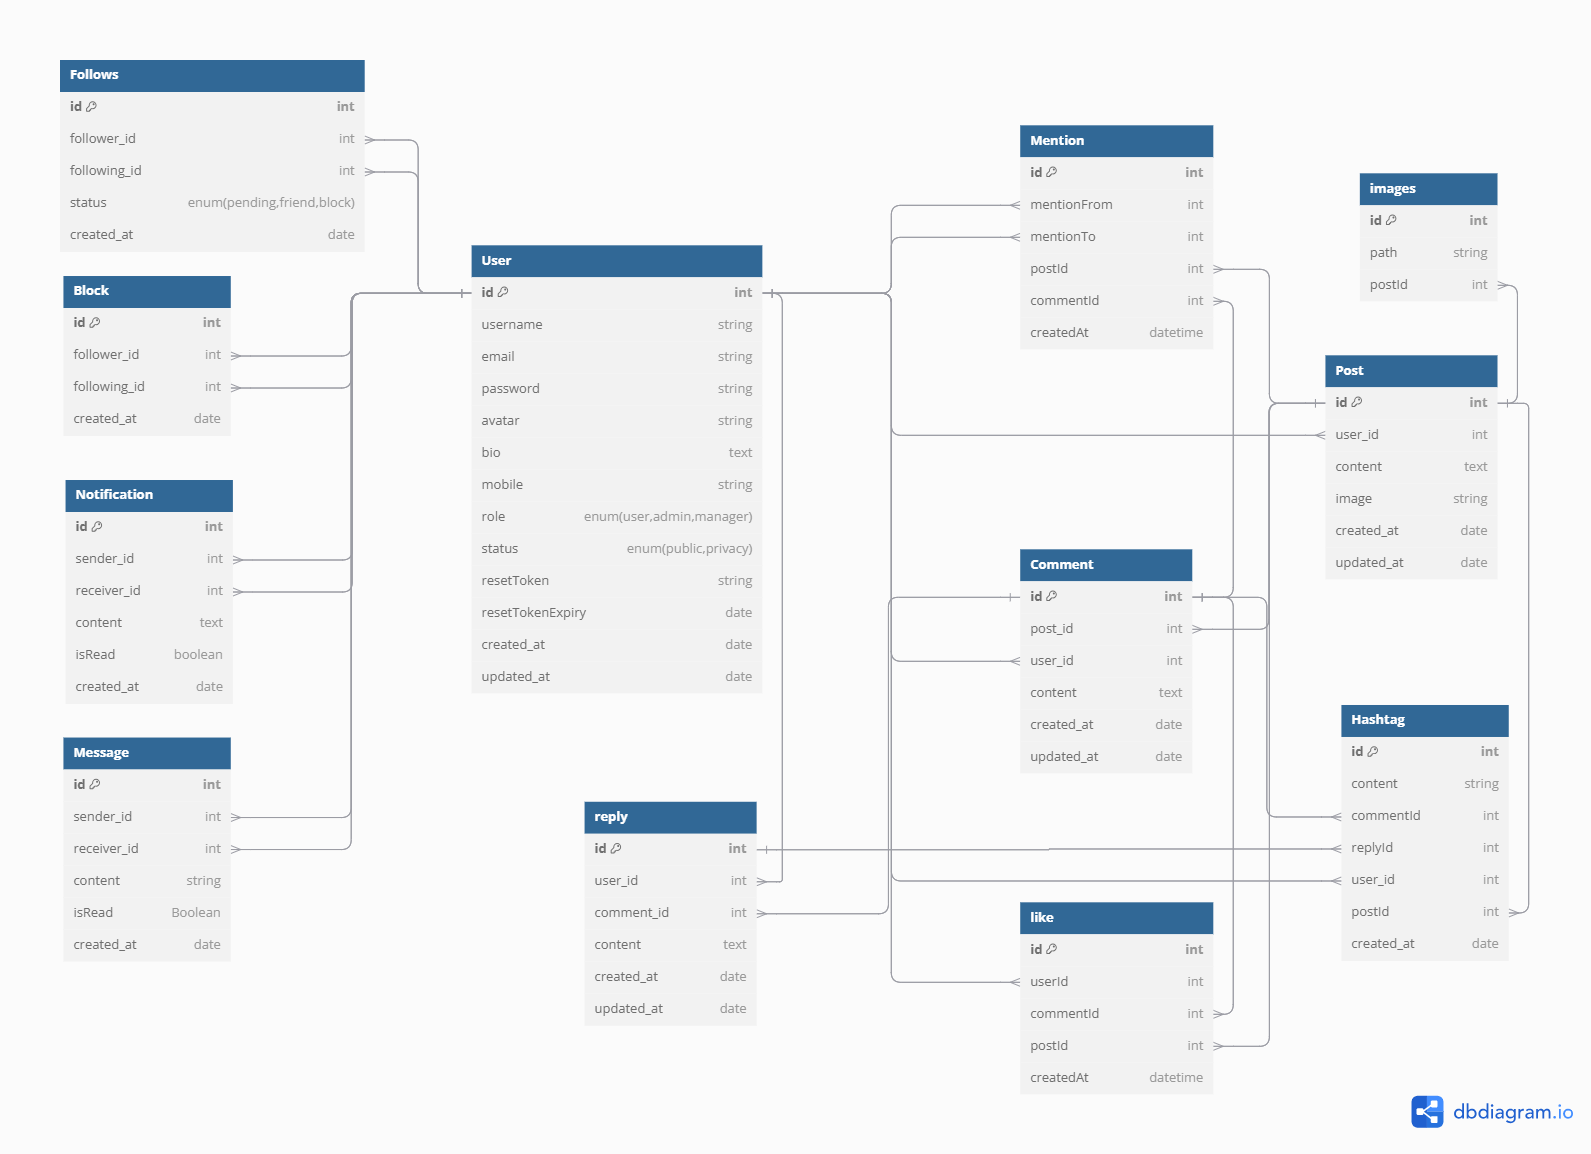 Follows
id int
follower_id int
following_id int
status enum(pending,friend,block)
created_at date
Block
id int
follower_id int
following_id int
created_at date
Notification
id int
sender_id int
receiver_id int
content text
isRead boolean
created_at date
Message
id int
sender_id int
receiver_id int
content string
isRead Boolean
created_at date
User
id int
username string
email string
password string
avatar string
bio text
mobile string
role enum(user,admin,manager)
status enum(public,privacy)
resetToken string
resetTokenExpiry date
created_at date
updated_at date
reply
id int
user_id int
comment_id int
content text
created_at date
updated_at date
Mention
id int
mentionFrom int
mentionTo int
postId int
commentId int
createdAt datetime
Comment
id int
post_id int
user_id int
content text
created_at date
updated_at date
like
id int
userId int
commentId int
postId int
createdAt datetime
images
id int
path string
postId int
Post
id int
user_id int
content text
image string
created_at date
updated_at date
Hashtag
id int
content string
commentId int
replyId int
user_id int
postId int
created_at date
dbdiagram.io